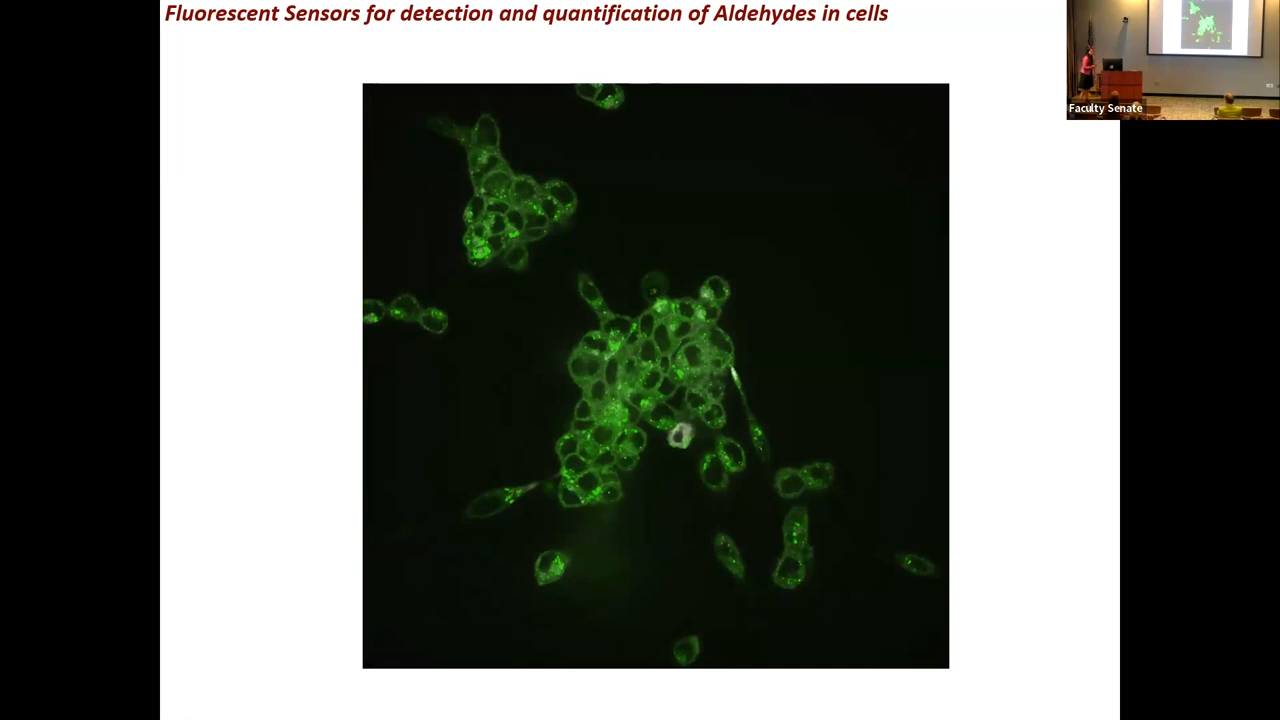 Fluorescent Sensors for detection and quantification of Aldehydes in cells
Faculty Senate